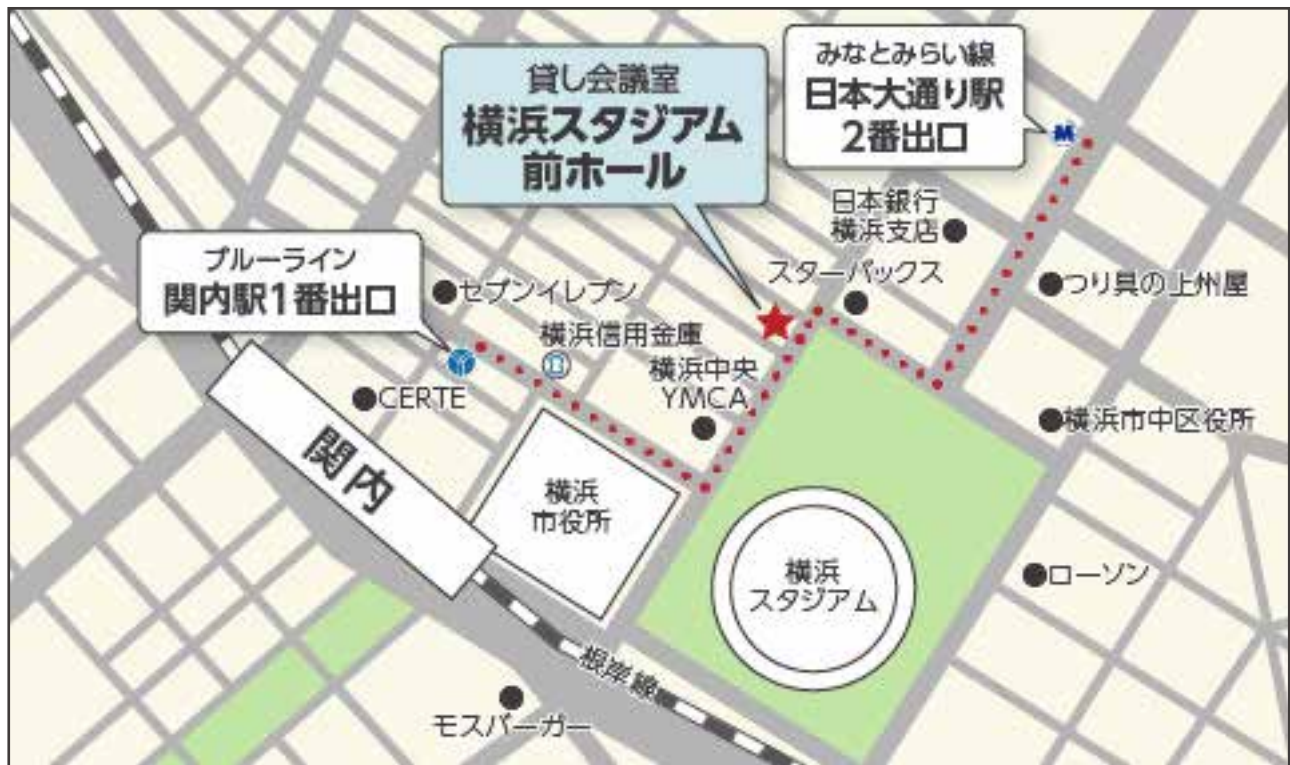 貸し会議室
横浜スタジアム
前ホール
みなとみらい線
日本大通り駅
2番出口
日本銀行
横浜支店
スターバックス
つり具の上州屋
ブルーライン
関内駅1番出口
セブンイレブン
横浜信用金庫
横浜中央
YMCA
CERTE
横浜市中区役所
関内
横浜
市役所
横浜
スタジアム
ローソン
根岸線
モスバーガー
M